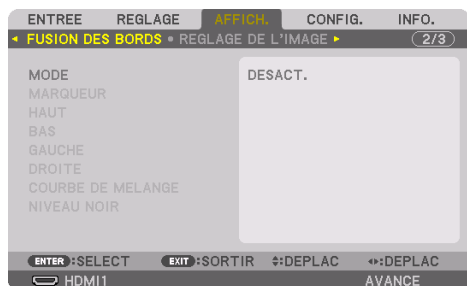 ENTREE REGLAGE AFFICH. CONFIG. INFO.
FUSION DES BORDS • REGLAGE DE L'IMAGE 2/3
MODE DESACT.
MARQUEUR
HAUT
BAS
GAUCHE
DROITE
COURBE DE MELANGE
NIVEAU NOIR
ENTER :SELECT EXIT :SORTIR :DEPLAC :DEPLAC
HDMI1 AVANCE